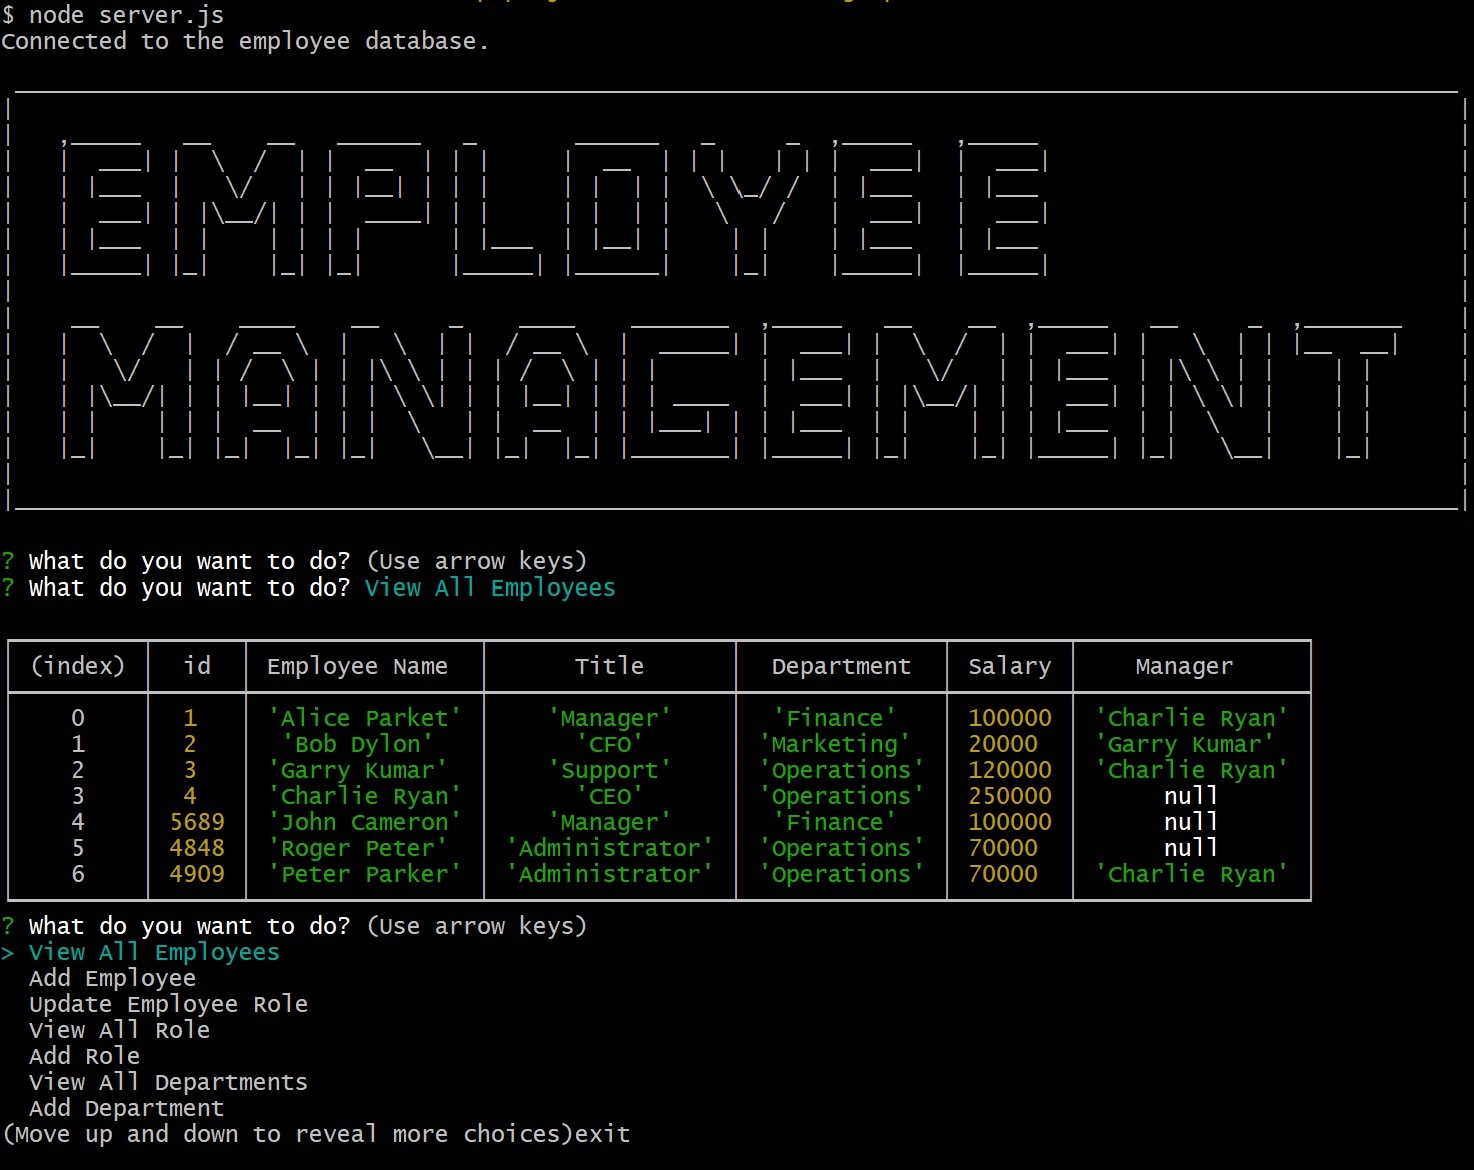 $ node server.js
Connected to the employee database.
EMPLOYEE
MANAGEMENT
? What do you want to do? (Use arrow keys)
? What do you want to do? View All Employees
(index) id Employee Name Title Department Salary Manager
0 1 'Alice Parket' 'Manager' 'Finance' 100000 'Charlie Ryan'
1 2 'Bob Dylon' 'CFO' 'Marketing' 20000 'Garry Kumar'
2 3 'Garry Kumar' 'Support' 'Operations' 120000 'Charlie Ryan'
3 4 'Charlie Ryan' 'CEO' 'Operations' 250000 null
4 5689 'John Cameron' 'Manager' 'Finance' 100000 null
5 4848 'Roger Peter' 'Administrator' 'Operations' 70000 null
6 4909 'Peter Parker' 'Administrator' 'Operations' 70000 'Charlie Ryan'
? What do you want to do? (Use arrow keys)
> View All Employees
Add Employee
Update Employee Role
View All Role
Add Role
View All Departments
Add Department
(Move up and down to reveal more choices)exit